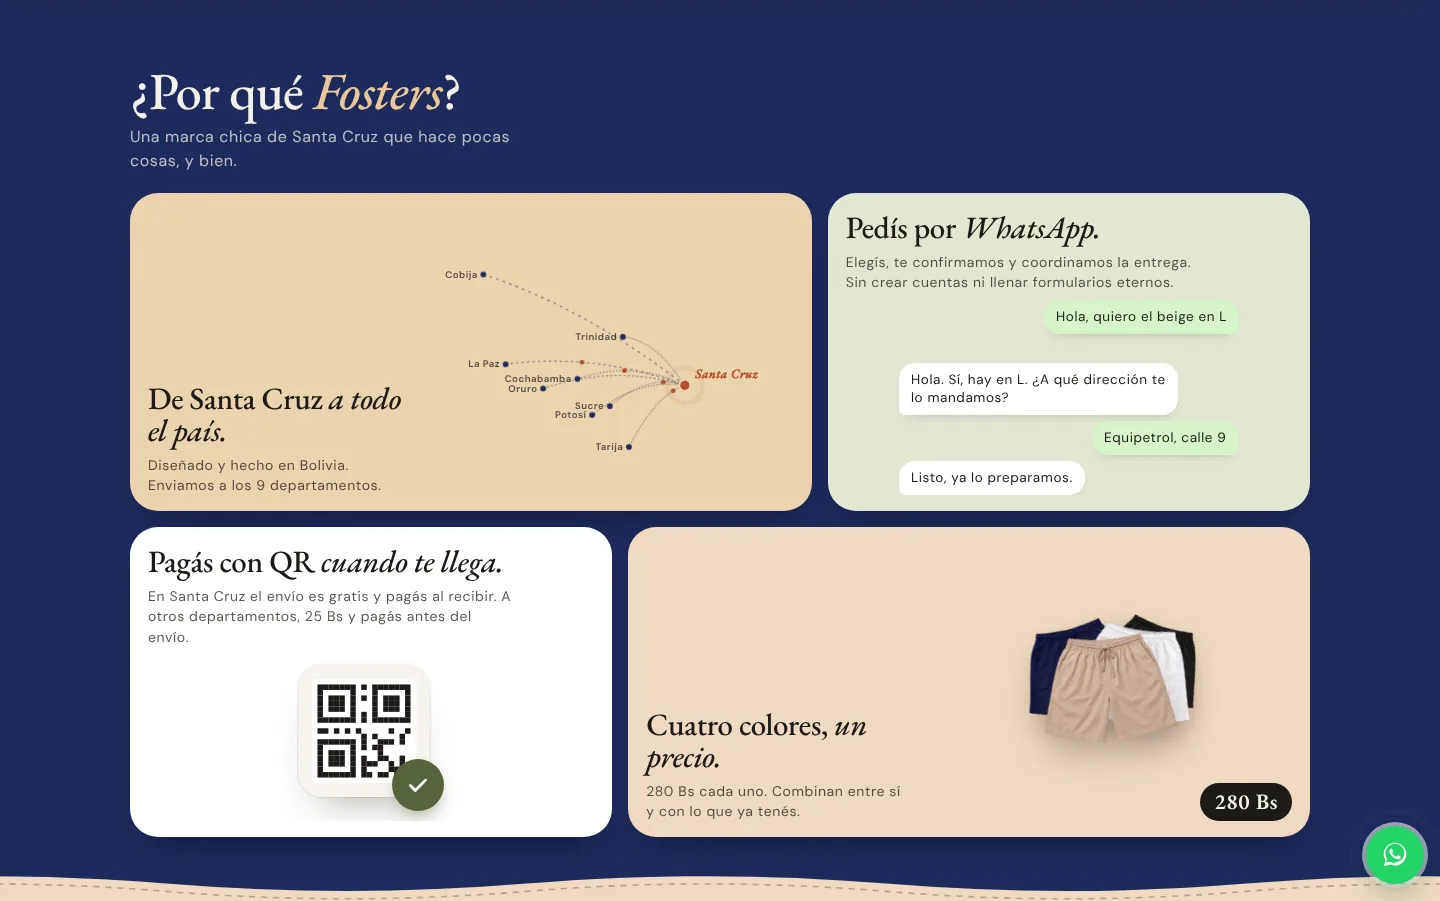 ¿Por qué Fosters?
Una marca chica de Santa Cruz que hace pocas
cosas, y bien.
Cobija
Trinidad
La Paz
Cochabamba
Oruro
Santa Cruz
Sucre
Potosí
Tarija
De Santa Cruz a todo
el país.
Diseñado y hecho en Bolivia.
Enviamos a los 9 departamentos.
Pedís por WhatsApp.
Elegís, te confirmamos y coordinamos la entrega.
Sin crear cuentas ni llenar formularios eternos.
Hola, quiero el beige en L
Hola. Sí, hay en L. ¿A qué dirección te
lo mandamos?
Equipetrol, calle 9
Listo, ya lo preparamos.
Pagás con QR cuando te llega.
En Santa Cruz el envío es gratis y pagás al recibir. A
otros departamentos, 25 Bs y pagás antes del
envío.
Cuatro colores, un
precio.
280 Bs cada uno. Combinan entre sí
y con lo que ya tenés.
280 Bs